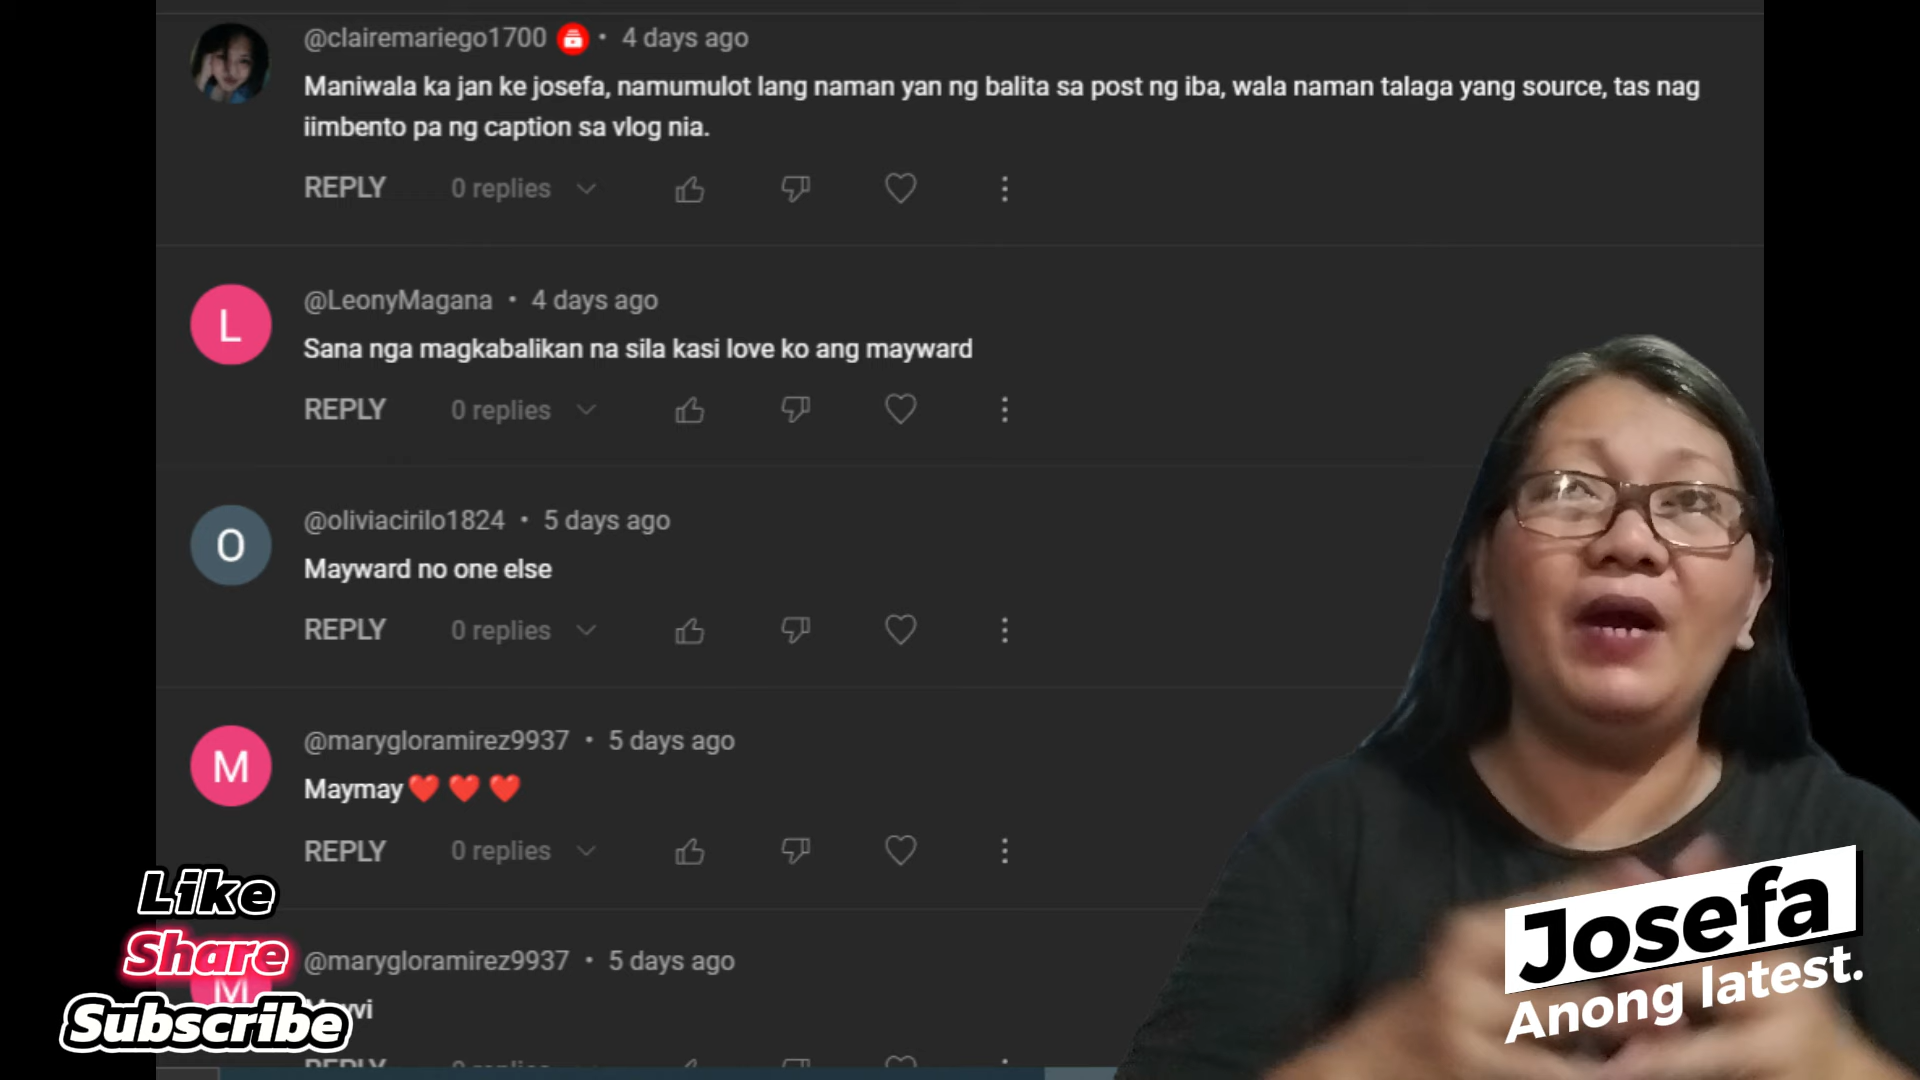 @clairemariego1700 • 4 days ago
Maniwala ka jan ke josefa, namumulot lang naman yan ng balita sa post ng iba, wala naman talaga yang source, tas nag
iimbento pa ng caption sa vlog nia.
REPLY 0 replies
L
@LeonyMagana • 4 days ago
Sana nga magkabalikan na sila kasi love ko ang mayward
REPLY 0 replies
O
@oliviacirilo1824 • 5 days ago
Mayward no one else
REPLY 0 replies
M
@marygloramirez9937 • 5 days ago
Maymay❤️ ❤️ ❤️
REPLY 0 replies
M
@marygloramirez9937 • 5 days ago
REPLY 0 replies
Like
Share
Subscribe
Josefa
Anong latest.